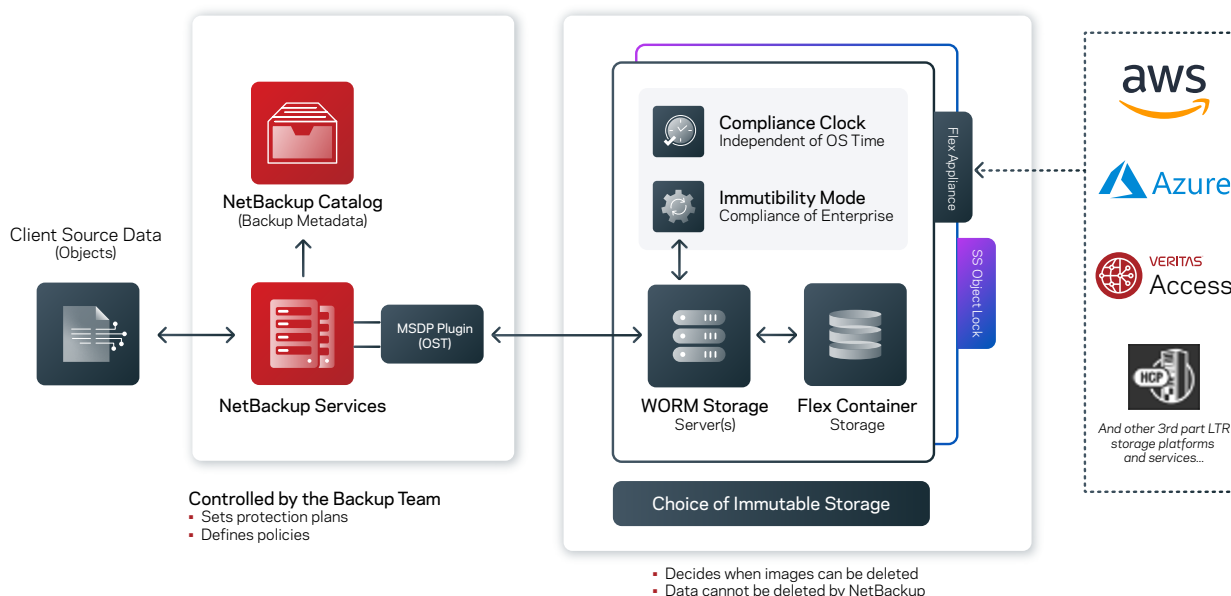 Client Source Data
(Objects)
NetBackup Catalog
(Backup Metadata)
NetBackup Services
MSDP Plugin
(OST)
Controlled by the Backup Team
▪ Sets protection plans
▪ Defines policies
Compliance Clock
Independent of OS Time
Immutibility Mode
Compliance of Enterprise
WORM Storage
Server(s)
Flex Container
Storage
Flex Appliance
SS Object Lock
Choice of Immutable Storage
▪ Decides when images can be deleted
▪ Data cannot be deleted by NetBackup
aws
Azure
VERITAS
Access
HCP
And other 3rd part LTR
storage platforms
and services...